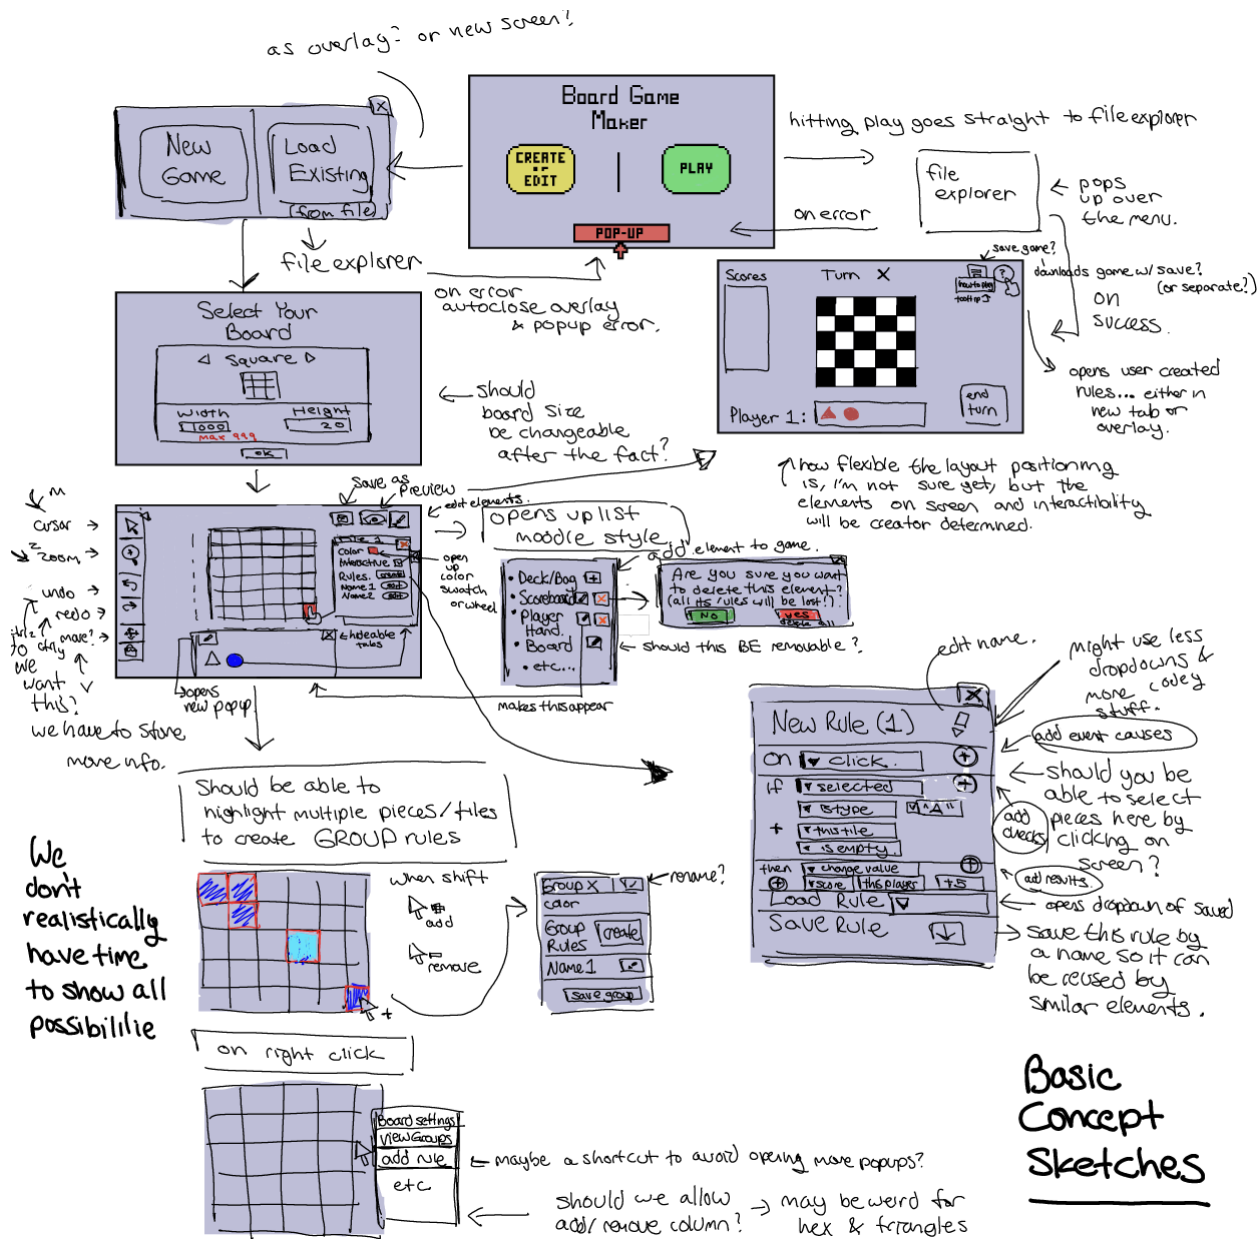 as overlay? or new screen?
Board Game
Maker
CREATE
or
EDIT
PLAY
POP-UP
New
Game
Load
Existing
(from file)
X
hitting play goes straight to file explorer
file
explorer
pops
up over
the menu.
on error
file explorer
on error
autoclose overlay
& popup error.
save game?
downloads game w/ save?
(or separate?)
on
success.
Scores
Turn X
?
how to play
tooltip
Player 1:
end
turn
opens user created
rules... either in
new tab or
overlay.
Select Your
Board
Square
Width
Height
1000
20
max 999
ok
should
board size
be changeable
after the fact?
how flexible the layout positioning
is, I'm not sure yet, but the
elements on screen and interactibility
will be creator determined.
save as
preview
edit elements.
M
cursor
Z
zoom
undo
redo
move?
to
we
want
this?
we have to store
more info.
Color
Interactive
Rules.
Name 1
edit
Name 2
edit
open
up
color
swatch
or wheel
hideable
tabs
opens
new popup
opens up list
moodle style
add element to game.
Deck/Bag
Scoreboard
Player
Hand.
Board
etc...
makes this appear
Are you sure you want
to delete this element?
(all its rules will be lost!)
No
yes
should this BE removable?
edit name.
might use less
dropdowns &
more codey
stuff.
New Rule (1)
on
click.
if
selected
is type
"△"
+
this tile
is empty.
then
change value
score
this player
+5
Load Rule
Save Rule
add event causes
should you be
able to select
pieces here by
clicking on
screen?
add
checks
add results.
opens dropdown of saved
save this rule by
a name so it can
be reused by
similar elements.
Should be able to
highlight multiple pieces/tiles
to create GROUP rules
We
don't
realistically
have time
to show all
possibililie
when shift
add
remove
+
rename?
Group X
color
Group
Rules
create
Name 1
save group
on right click
Board settings
view Groups
add rule
etc
maybe a shortcut to avoid opening more popups?
should we allow
add/remove column?
may be weird for
hex & triangles
Basic
Concept
Sketches